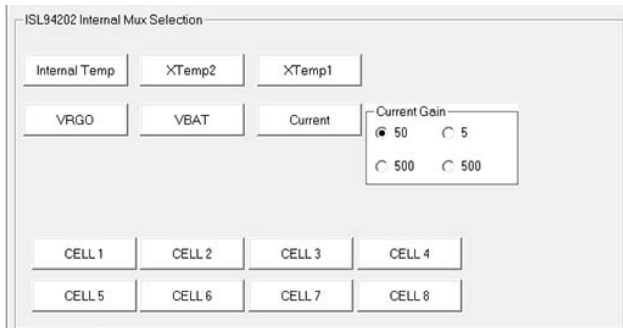 ISL94202 Internal Mux Selection
Internal Temp XTemp2 XTemp1
VRGO VBAT Current
Current Gain
50 5
500 500
CELL 1 CELL 2 CELL 3 CELL 4
CELL 5 CELL 6 CELL 7 CELL 8